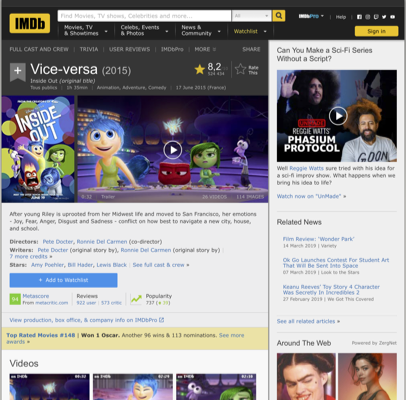 IMDb
Find Movies, TV shows, Celebrities and more...
All
IMDbPro
Help
Movies, TV
& Showtimes
Celebs, Events
& Photos
News &
Community
Watchlist
Sign in
FULL CAST AND CREW | TRIVIA | USER REVIEWS | IMDbPro | MORE
SHARE
Vice-versa (2015)
Inside Out (original title)
Tous publics | 1h 35min | Animation, Adventure, Comedy | 17 June 2015 (France)
8,2
Rate
This
INSIDE
OUT
Trailer
114 IMAGES
After young Riley is uprooted from her Midwest life and moved to San Francisco, her emotions
- Joy, Fear, Anger, Disgust and Sadness - conflict on how best to navigate a new city, house,
and school.
Directors: Pete Docter, Ronnie Del Carmen (co-director)
Writers: Pete Docter (original story by), Ronnie Del Carmen (original story by) |
7 more credits »
Stars: Amy Poehler, Bill Hader, Lewis Black | See full cast & crew »
+ Add to Watchlist
94
Metascore
From metacritic.com
Reviews
922 user | 573 critic
Popularity
737
View production, box office, & company info on IMDbPro
Top Rated Movies #148 | Won 1 Oscar. Another 96 wins & 113 nominations. See more
awards »
Videos
Can You Make a Sci-Fi Series
Without a Script?
REGGIE WATTS'
PHASIUM
PROTOCOL
Well Reggie Watts sure tried with his idea for
a sci-fi improv show. What happens when we
bring his idea to life?
Watch now on "UnMade" »
Related News
Film Review: 'Wonder Park'
14 March 2019 | Variety
Ok Go Launches Contest For Student Art
That Will Be Sent Into Space
07 March 2019 | Look to the Stars
Keanu Reeves' Toy Story 4 Character
Was Secretly In Incredibles 2
27 February 2019 | We Got This Covered
See all related articles »
Around The Web
Powered by ZergNet